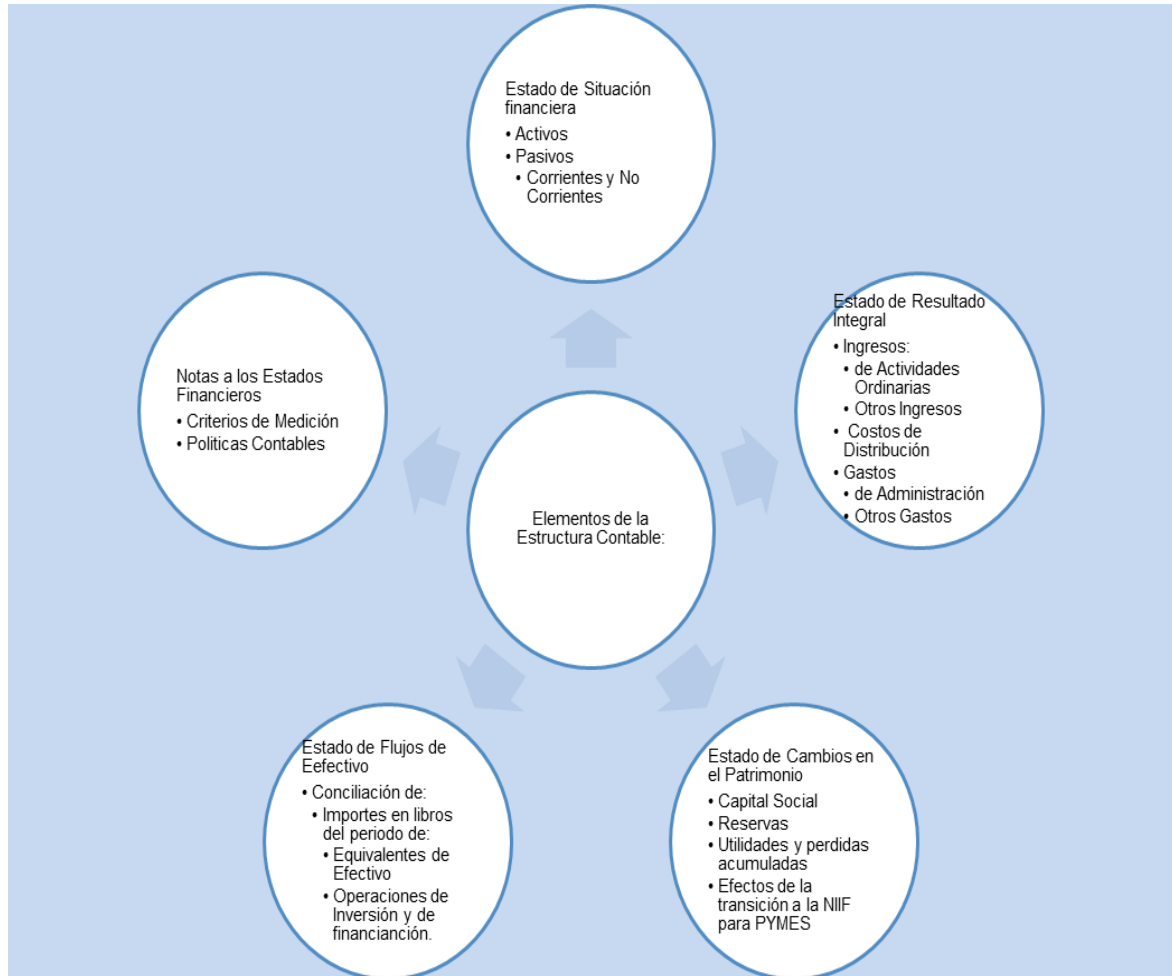 Estado de Situación
financiera
• Activos
• Pasivos
• Corrientes y No
Corrientes
Estado de Resultado
Integral
• Ingresos:
• de Actividades
Ordinarias
• Otros Ingresos
• Costos de
Distribución
• Gastos
• de Administración
• Otros Gastos
Notas a los Estados
Financieros
• Criterios de Medición
• Politicas Contables
Elementos de la
Estructura Contable:
Estado de Flujos de
Eefectivo
• Conciliación de:
• Importes en libros
del periodo de:
• Equivalentes de
Efectivo
• Operaciones de
Inversión y de
financianción.
Estado de Cambios en
el Patrimonio
• Capital Social
• Reservas
• Utilidades y perdidas
acumuladas
• Efectos de la
transición a la NIIF
para PYMES